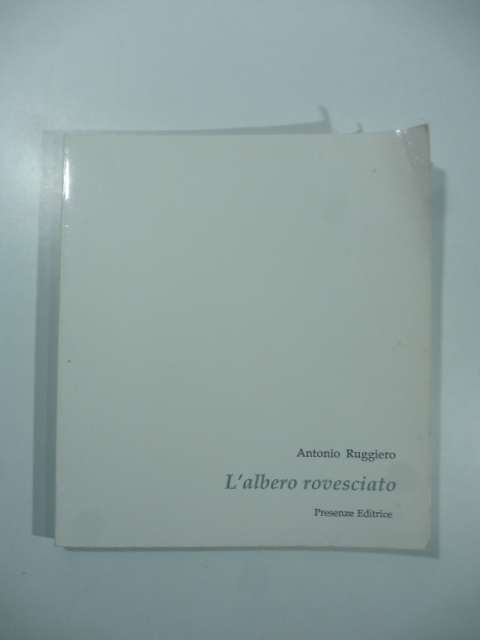 Antonio Ruggiero
L'albero rovesciato
Presenze Editrice